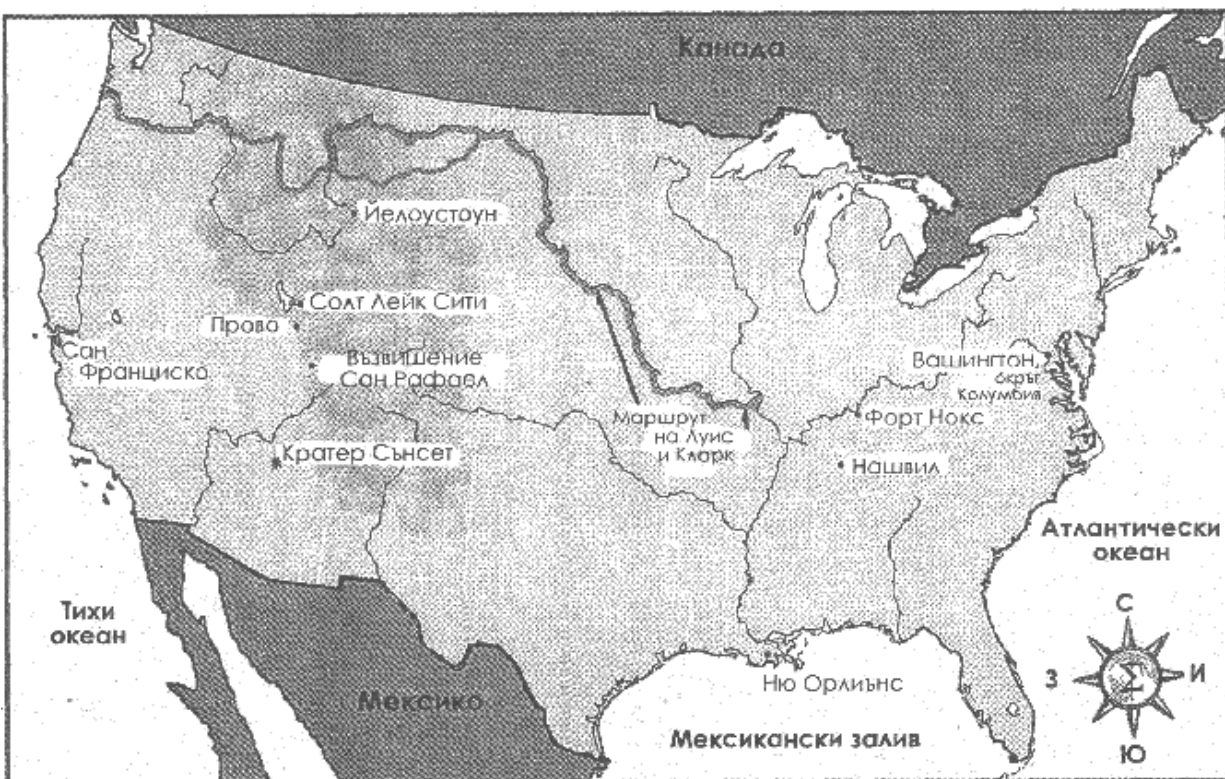 Канада
Йелоустоун
Солт Лейк Сити
Прово
Сан
Франциско
Възвишение
Сан Рафаел
Вашингтон,
окръг
Колумбия
Маршрут
на Луис
и Кларк
Форт Нокс
Кратер Сънсет
Нашвил
Атлантически
океан
Тихи
океан
С
З
Σ
И
Ю
Ню Орлиънс
Мексико
Мексикански залив